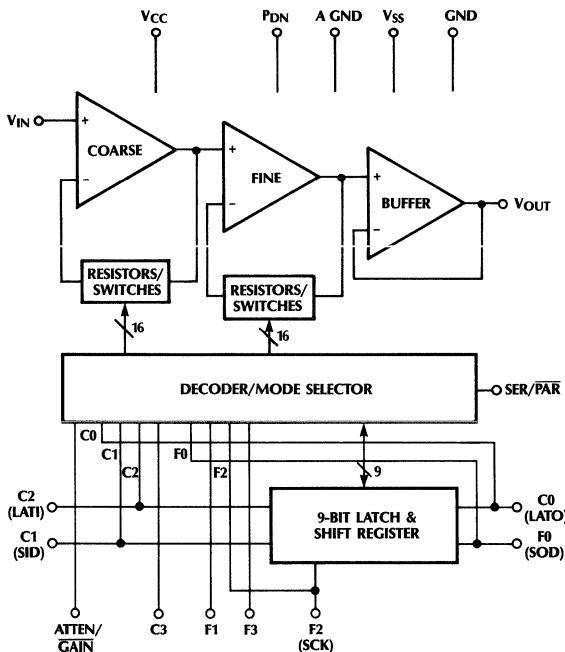 VCC
PDN
A GND
VSS
GND
VIN
+
COARSE
−
+
FINE
−
+
BUFFER
−
VOUT
RESISTORS/
SWITCHES
RESISTORS/
SWITCHES
16
16
DECODER/MODE SELECTOR
SER/P̅A̅R̅
C0
C1
C2
F0
F2
9
C2
(LATI)
9-BIT LATCH &
SHIFT REGISTER
C0
(LATO)
C1
(SID)
F0
(SOD)
ATTEN/
G̅A̅I̅N̅
C3
F1
F3
F2
(SCK)